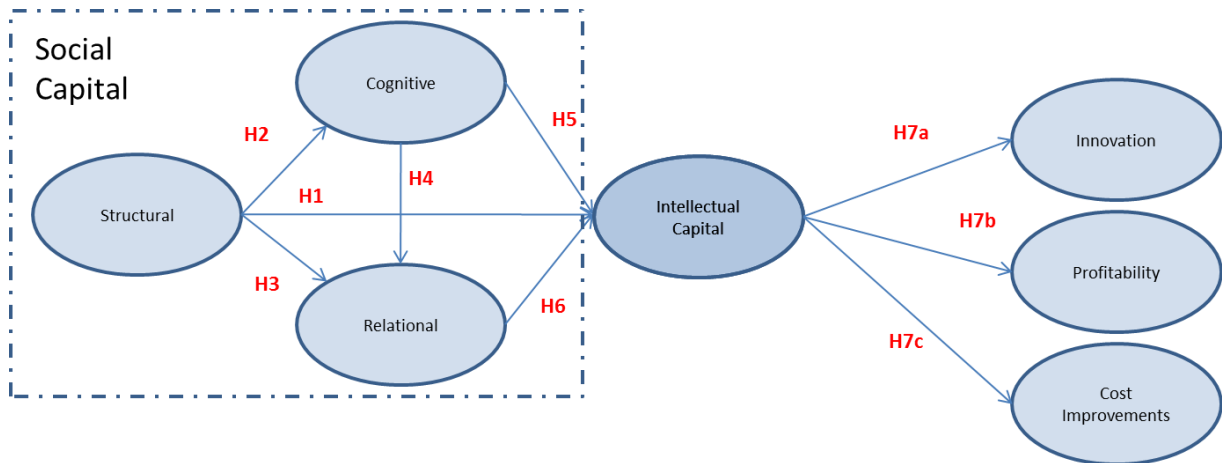 Social
Capital
Cognitive
H2
H5
H4
H1
Structural
H3
Relational
H6
Intellectual
Capital
H7a
Innovation
H7b
Profitability
H7c
Cost
Improvements